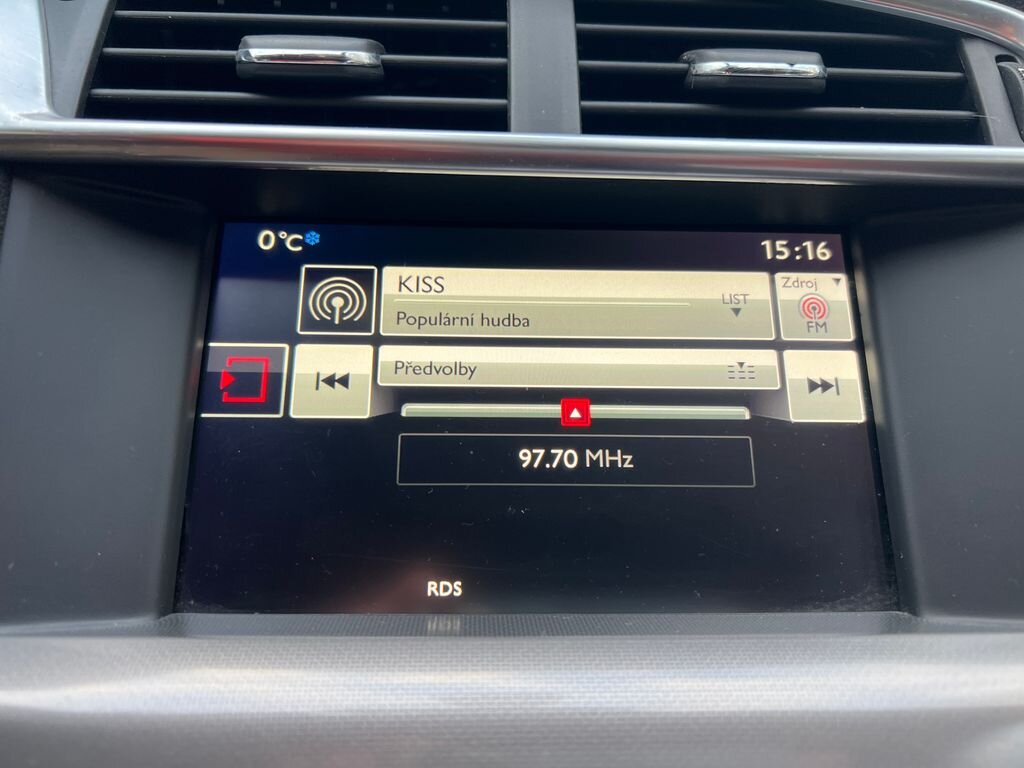 0°C
15:16
KISS
LIST
Zdroj
Populární hudba
FM
Předvolby
97.70 MHz
RDS